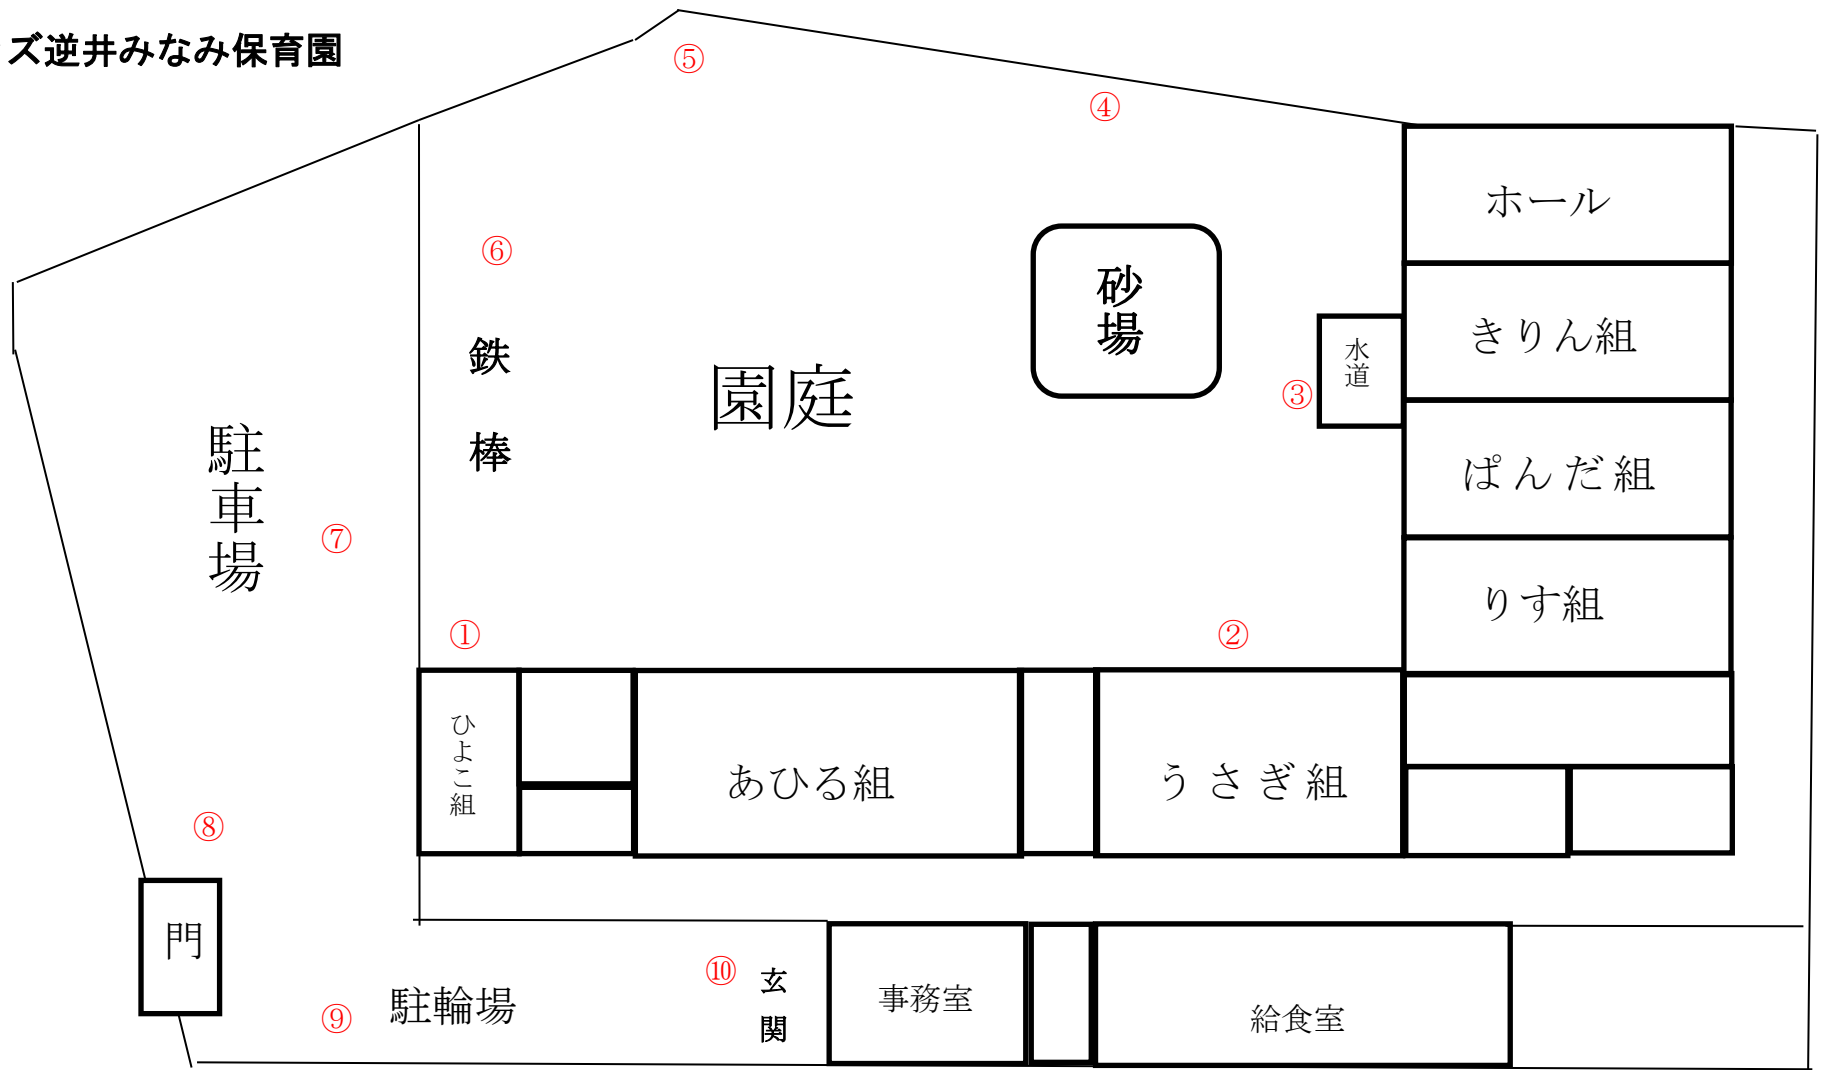 ズ逆井みなみ保育園
⑤
④
ホール
⑥
砂場
きりん組
鉄棒
園庭
水道
③
駐車場
ぱんだ組
⑦
りす組
①
②
ひよこ組
あひる組
うさぎ組
⑧
門
⑩
玄関
事務室
給食室
⑨
駐輪場